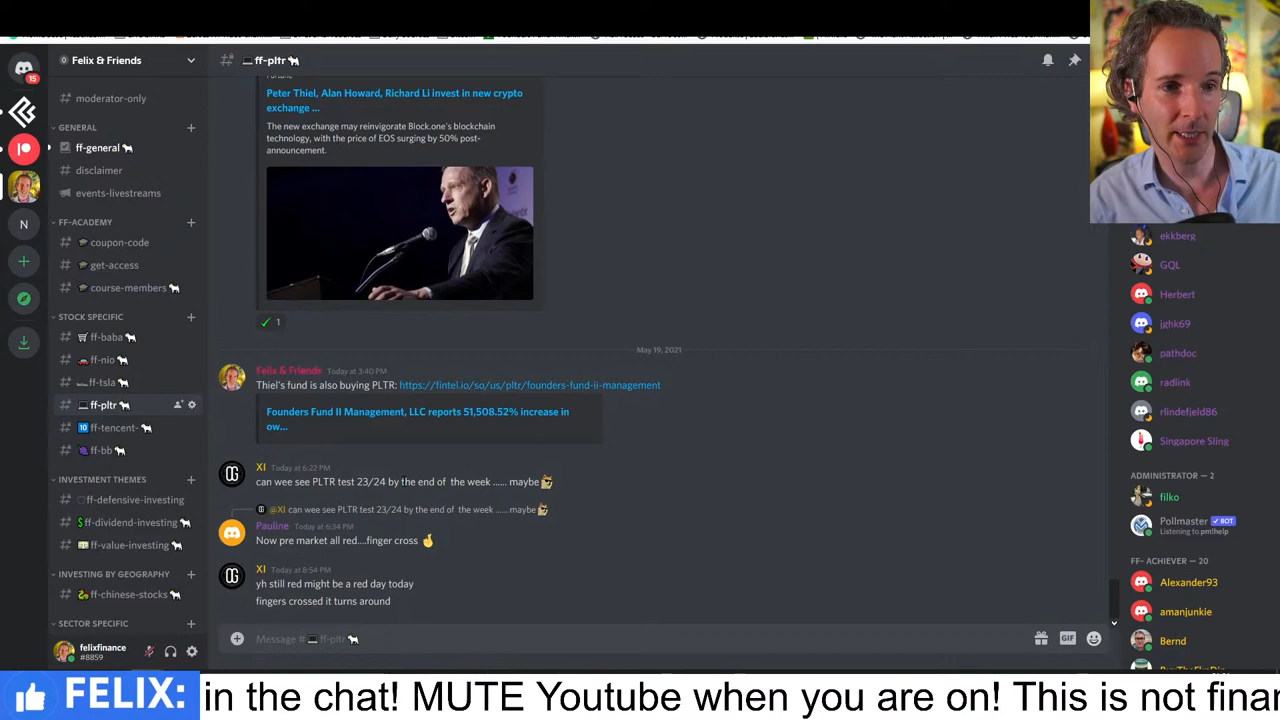 Felix & Friends
ff-pltr
moderator-only
GENERAL
ff-general
disclaimer
events-livestreams
FF-ACADEMY
coupon-code
get-access
course-members
STOCK SPECIFIC
ff-baba
ff-nio
ff-tsla
ff-pltr
ff-tencent-
ff-bb
INVESTMENT THEMES
ff-defensive-investing
ff-dividend-investing
ff-value-investing
INVESTING BY GEOGRAPHY
ff-chinese-stocks
SECTOR SPECIFIC
felixfinance
#8859
15
N
Peter Thiel, Alan Howard, Richard Li invest in new crypto
exchange ...
The new exchange may reinvigorate Block.one's blockchain
technology, with the price of EOS surging by 50% post-
announcement.
1
May 19, 2021
Felix & Friends Today at 3:40 PM
Thiel's fund is also buying PLTR: https://fintel.io/so/us/pltr/founders-fund-ii-management
Founders Fund II Management, LLC reports 51,508.52% increase in
ow...
XI Today at 6:22 PM
can wee see PLTR test 23/24 by the end of the week ...... maybe
@XI can wee see PLTR test 23/24 by the end of the week ...... maybe
Pauline Today at 6:34 PM
Now pre market all red....finger cross
XI Today at 8:54 PM
yh still red might be a red day today
fingers crossed it turns around
Message # ff-pltr
GIF
ekkberg
GQL
Herbert
jghk69
pathdoc
radlink
rlindefjeld86
Singapore Sling
ADMINISTRATOR — 2
filko
Pollmaster BOT
Listening to pm!help
FF- ACHIEVER — 20
Alexander93
amanjunkie
Bernd
FELIX: in the chat! MUTE Youtube when you are on! This is not finan